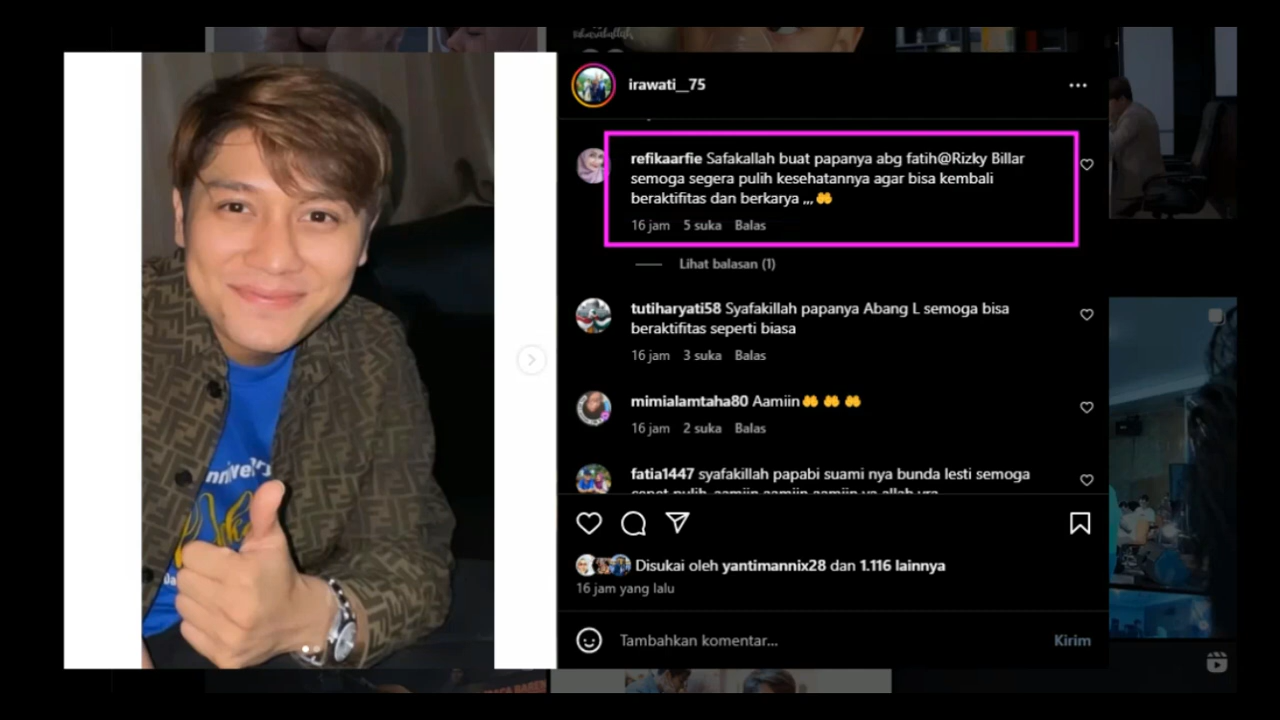 irawati__75
refikaarfie Safakallah buat papanya abg fatih@Rizky Billar
semoga segera pulih kesehatannya agar bisa kembali
beraktifitas dan berkarya ,,, 🤲
16 jam 5 suka Balas
Lihat balasan (1)
tutiharyati58 Syafakillah papanya Abang L semoga bisa
beraktifitas seperti biasa
16 jam 3 suka Balas
mimialamtaha80 Aamiin🤲 🤲 🤲
16 jam 2 suka Balas
fatia1447 syafakillah papabi suami nya bunda lesti semoga
Disukai oleh yantimannix28 dan 1.116 lainnya
16 jam yang lalu
Tambahkan komentar...
Kirim